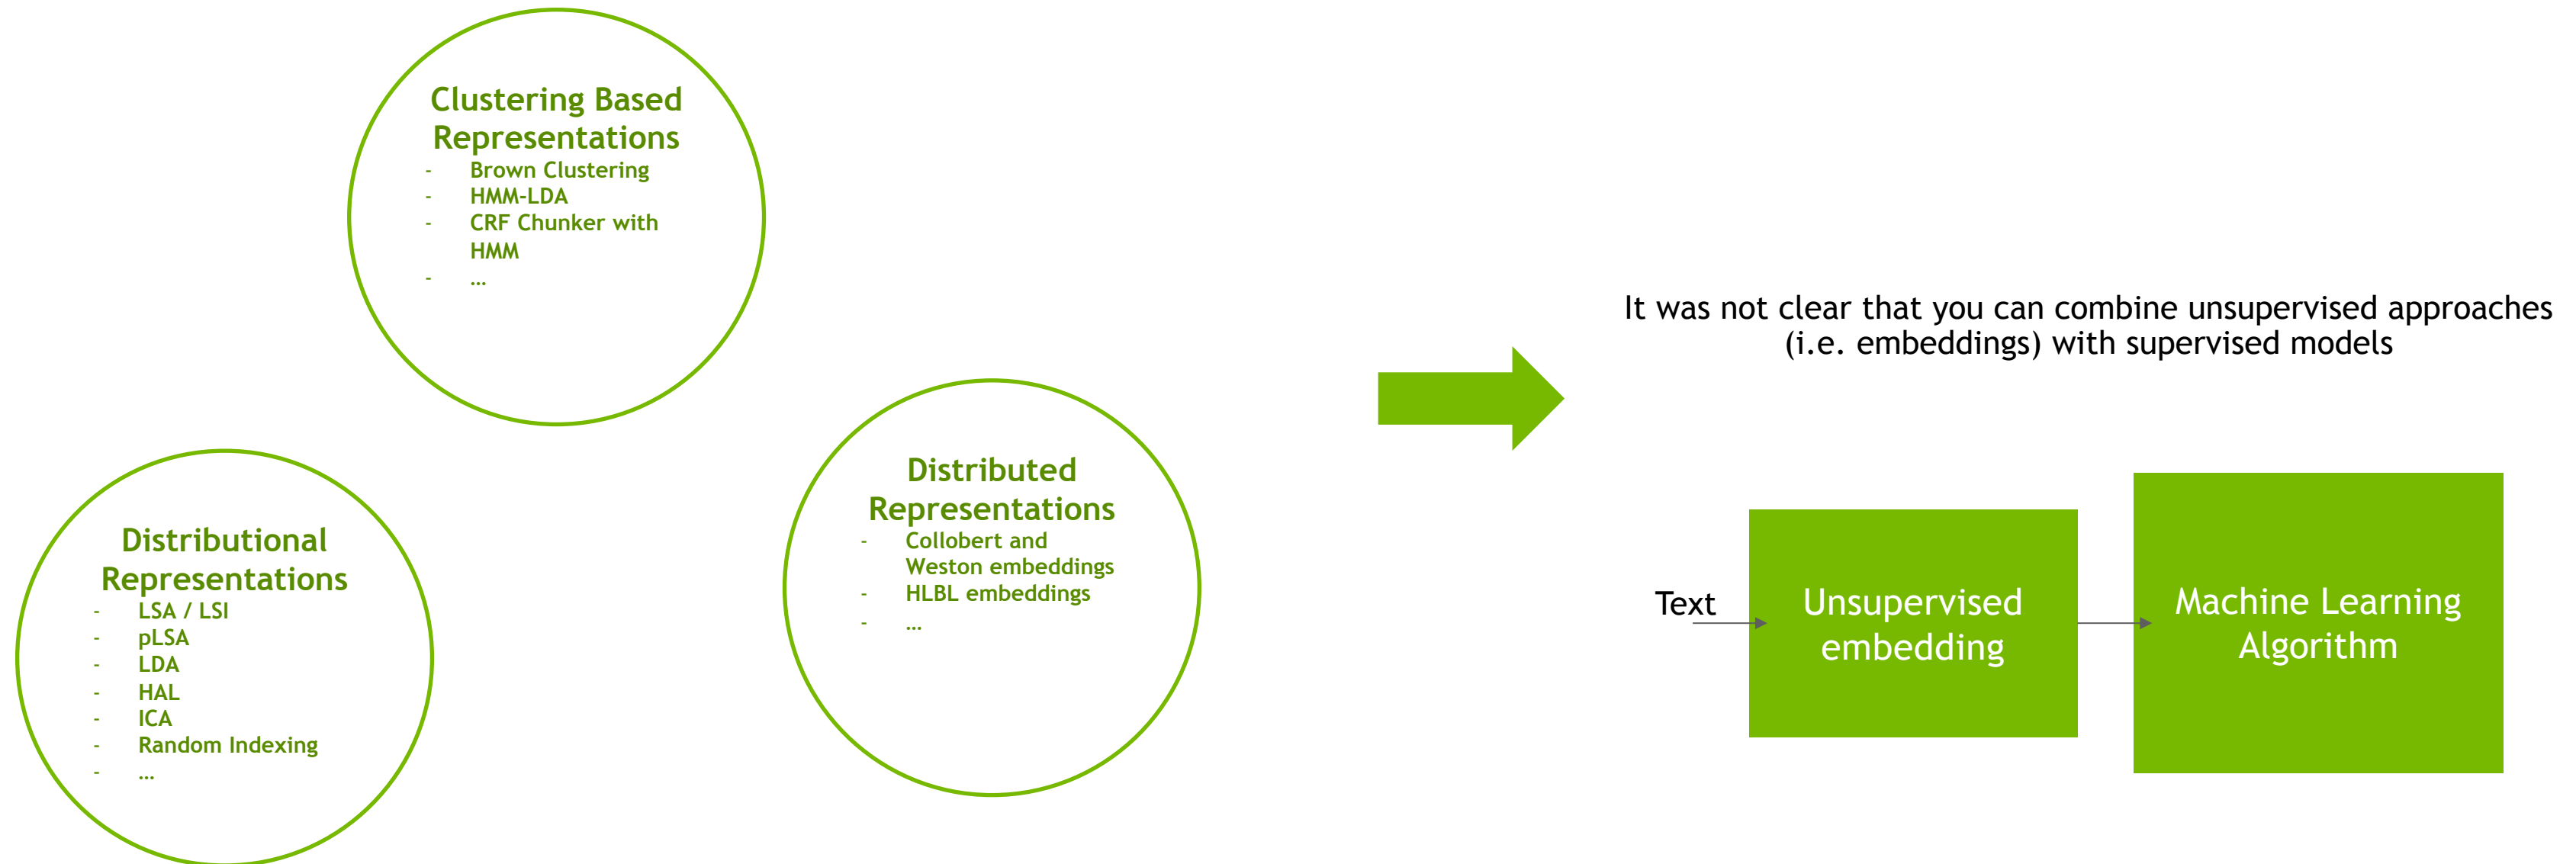 Clustering Based
Representations
- Brown Clustering
- HMM-LDA
- CRF Chunker with
HMM
- …
Distributional
Representations
- LSA / LSI
- pLSA
- LDA
- HAL
- ICA
- Random Indexing
- …
Distributed
Representations
- Collobert and
Weston embeddings
- HLBL embeddings
- …
It was not clear that you can combine unsupervised approaches
(i.e. embeddings) with supervised models
Text
Unsupervised
embedding
Machine Learning
Algorithm